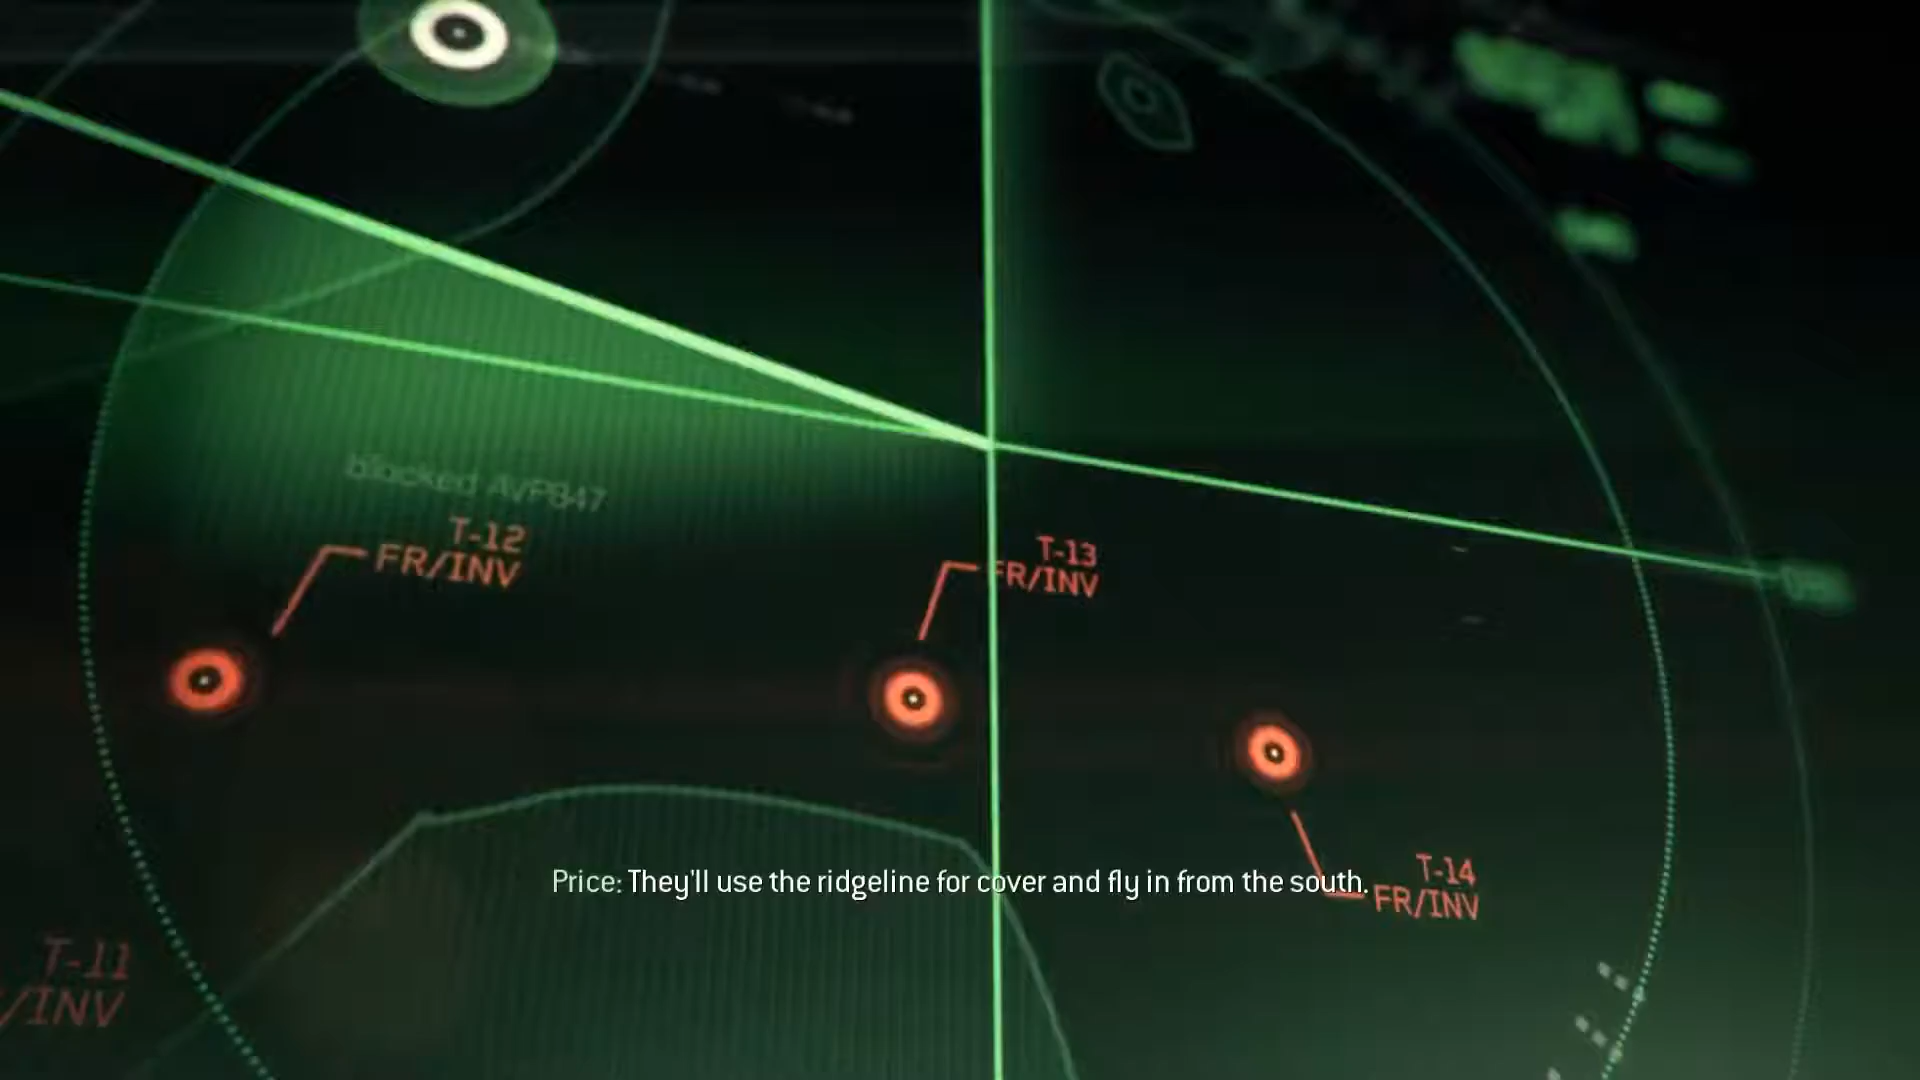 blocked AVP847
T-12
FR/INV
T-13
FR/INV
Price: They'll use the ridgeline for cover and fly in from the south.
T-14
FR/INV
T-11
/INV